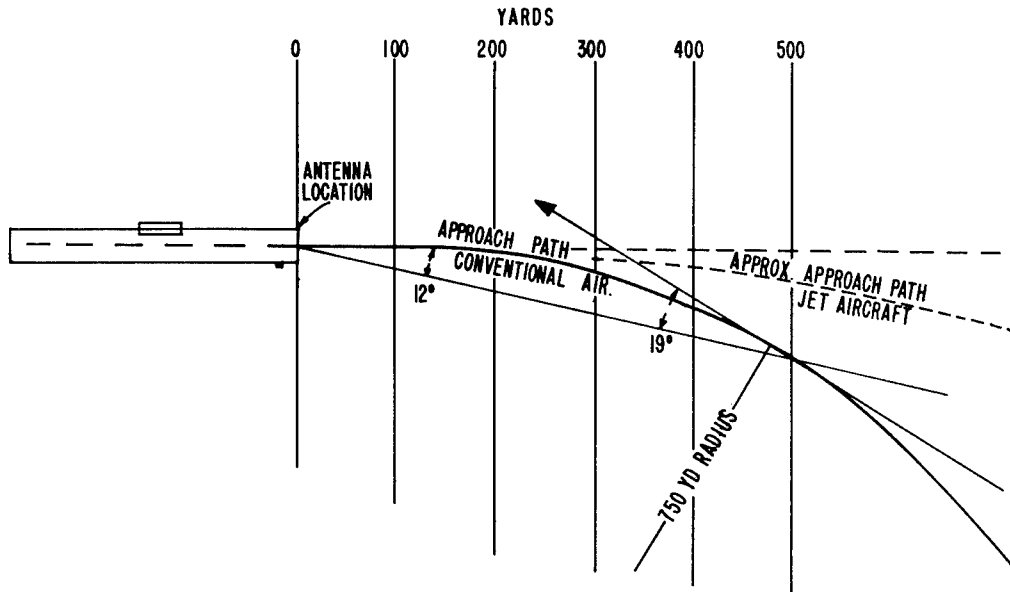 YARDS
0 100 200 300 400 500
ANTENNA
LOCATION
APPROACH PATH
CONVENTIONAL AIR.
12°
APPROX. APPROACH PATH
JET AIRCRAFT
19°
750 YD RADIUS